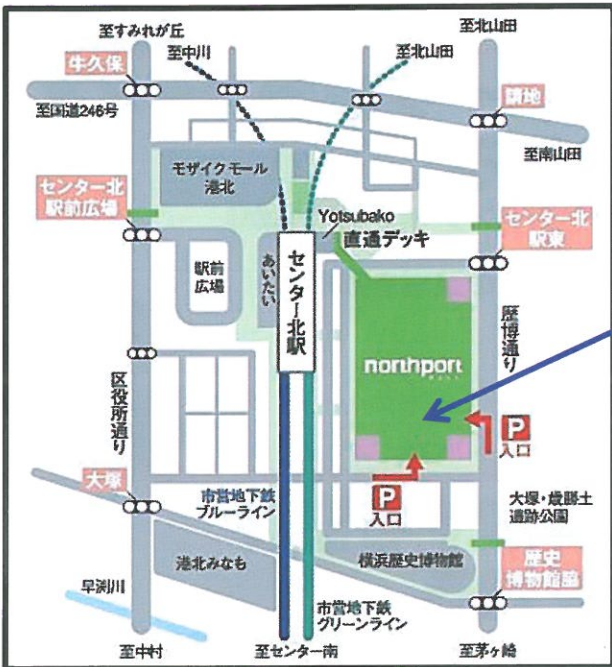 至すみれが丘
至中川
至北山田
至北山田
牛久保
至国道246号
領地
至南山田
モザイクモール
港北
センター北
駅前広場
Yotsubako
直通デッキ
センター北
駅東
駅前
広場
あいたい
センター北駅
歴博通り
northport
MALL
P
入口
P
入口
区役所通り
大塚
市営地下鉄
ブルーライン
大塚・歳勝土
遺跡公園
港北みなも
横浜歴史博物館
歴史
博物館脇
早渕川
市営地下鉄
グリーンライン
至中村
至センター南
至茅ヶ崎